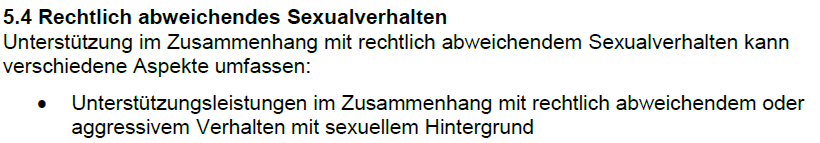 5.4 Rechtlich abweichendes Sexualverhalten
Unterstützung im Zusammenhang mit rechtlich abweichendem Sexualverhalten kann
verschiedene Aspekte umfassen:
• Unterstützungsleistungen im Zusammenhang mit rechtlich abweichendem oder
aggressivem Verhalten mit sexuellem Hintergrund